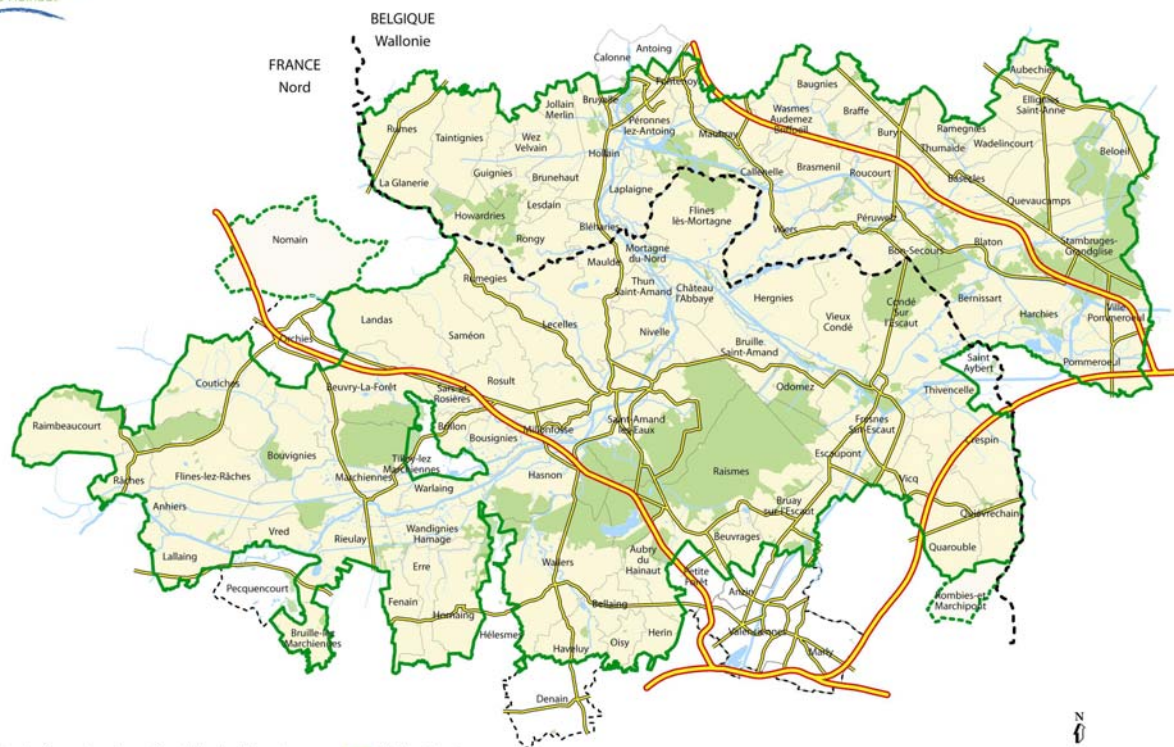 BELGIQUE
Wallonie
FRANCE
Nord
Calonne
Antoing
Fontenoy
Aubechies
Ellignies
Saint-Anne
Baugnies
Braffe
Wasmes
Audemez
Briffoeil
Bury
Ramegnies
Thumaide
Wadelincourt
Beloeil
Basècles
Quevaucamps
Jollain
Merlin
Bruyelle
Péronnes
lez-Antoing
Maubray
Rumes
Taintignies
Wez
Velvain
Hollain
Callenelle
Brasmenil
Roucourt
La Glanerie
Guignies
Brunehaut
Laplaigne
Lesdain
Howardries
Rongy
Bléharies
Flines
lès-Mortagne
Wiers
Péruwelz
Bon-Secours
Blaton
Stambruges-
Grandglise
Nomain
Mortagne
du-Nord
Maulde
Rumegies
Thun
Saint-Amand
Château
l'Abbaye
Hergnies
Vieux
Condé
Condé
Sur
l'Escaut
Bernissart
Harchies
Ville
Pommeroeul
Pommeroeul
Landas
Saméon
Lecelles
Nivelle
Bruille
Saint-Amand
Saint
Aybert
Thivencelle
Orchies
Coutiches
Beuvry-La-Forêt
Sars-et
Rosières
Rosult
Odomez
Fresnes
Sur-Escaut
Crespin
Raimbeaucourt
Brillon
Bousignies
Millonfosse
Saint-Amand
les-Eaux
Escaupont
Râches
Flines-lez-Râches
Bouvignies
Marchiennes
Tilloy-lez
Marchiennes
Warlaing
Hasnon
Raismes
Vicq
Anhiers
Vred
Rieulay
Wandignies
Hamage
Bruay
sur-l'Escaut
Quiévrechain
Lallaing
Erre
Wallers
Aubry
du
Hainaut
Beuvrages
Quarouble
Pecquencourt
Fenain
Hornaing
Hélesmes
Bellaing
Petite
Forêt
Anzin
Rombies-et
Marchipont
Bruille-lez
Marchiennes
Haveluy
Oisy
Herin
Valenciennes
Marly
Denain
N